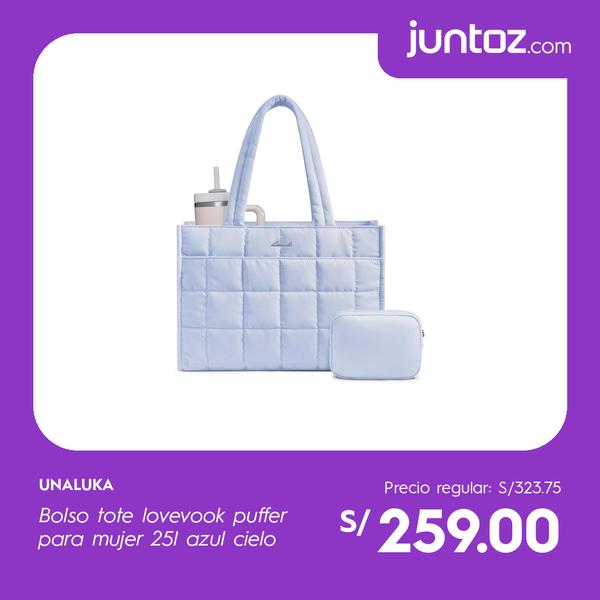 juntoz.com
UNALUKA
Bolso tote lovevook puffer
para mujer 25l azul cielo
Precio regular: S/323.75
S/ 259.00